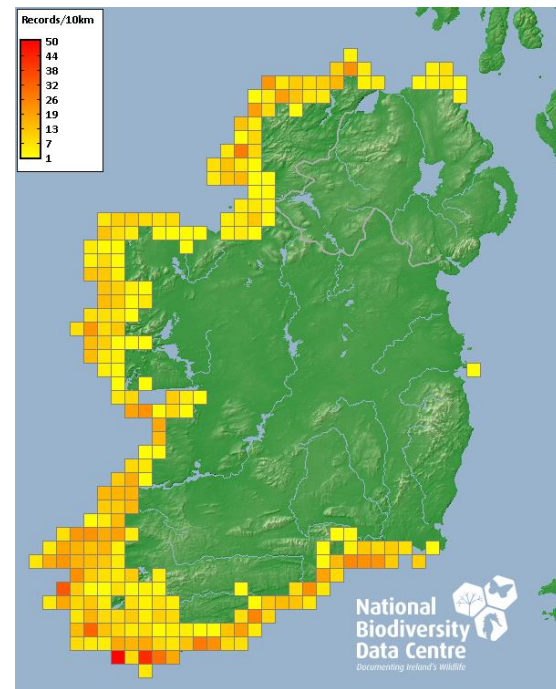 Records/10km
50
44
38
32
26
19
13
7
1
National
Biodiversity
Data Centre
Documenting Ireland's Wildlife